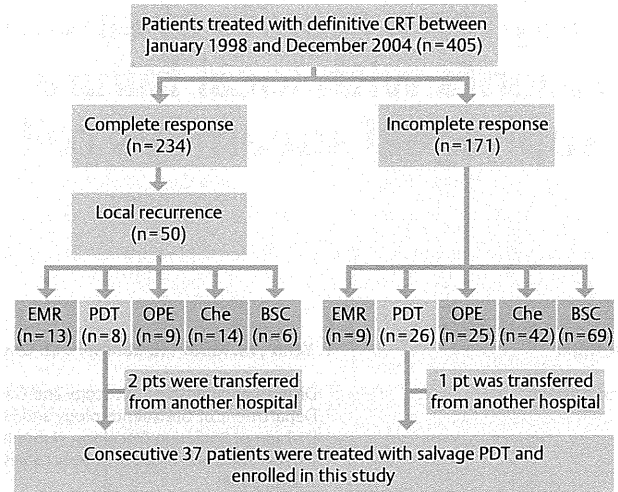 Patients treated with definitive CRT between
January 1998 and December 2004 (n=405)
Complete response
(n=234)
Incomplete response
(n=171)
Local recurrence
(n=50)
EMR
(n=13)
PDT
(n=8)
OPE
(n=9)
Che
(n=14)
BSC
(n=6)
EMR
(n=9)
PDT
(n=26)
OPE
(n=25)
Che
(n=42)
BSC
(n=69)
2 pts were transferred
from another hospital
1 pt was transferred
from another hospital
Consecutive 37 patients were treated with salvage PDT and
enrolled in this study